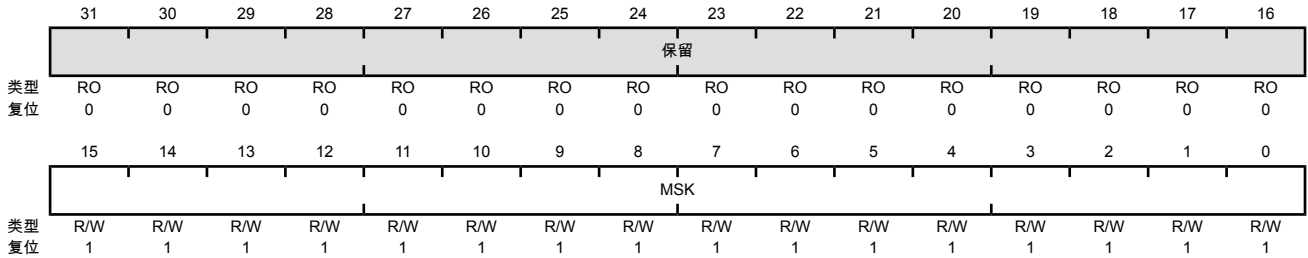 31 30 29 28 27 26 25 24 23 22 21 20 19 18 17 16
保留
类型 RO RO RO RO RO RO RO RO RO RO RO RO RO RO RO RO
复位 0 0 0 0 0 0 0 0 0 0 0 0 0 0 0 0
15 14 13 12 11 10 9 8 7 6 5 4 3 2 1 0
MSK
类型 R/W R/W R/W R/W R/W R/W R/W R/W R/W R/W R/W R/W R/W R/W R/W R/W
复位 1 1 1 1 1 1 1 1 1 1 1 1 1 1 1 1